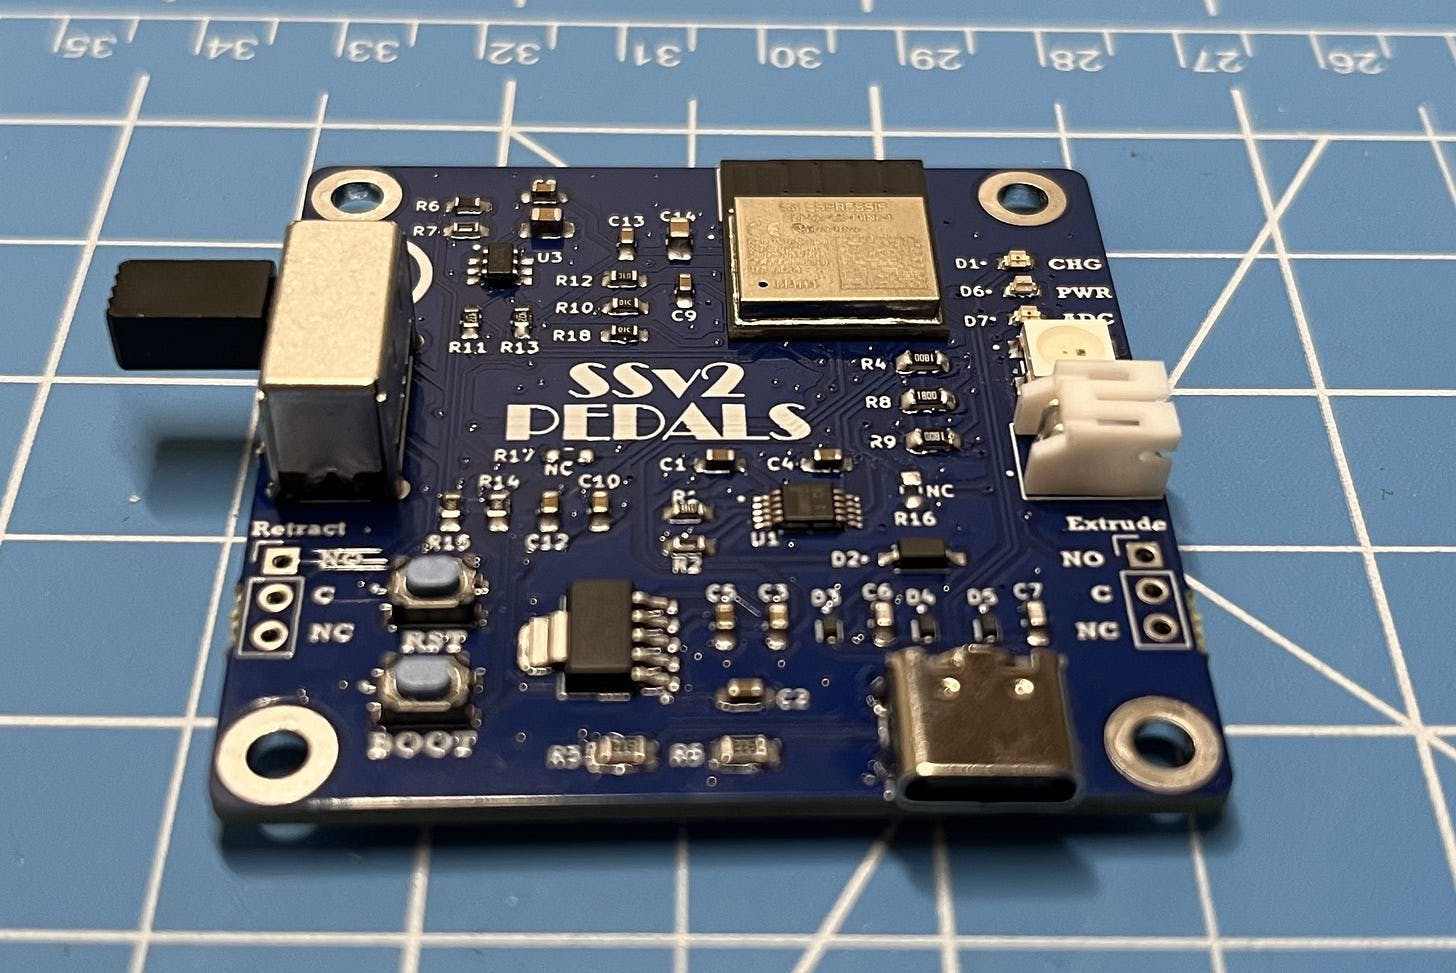 35 34 33 32 31 30 29 28 27 26
R6
R7
U3
C13
C14
R12
R10
R18
C9
R11 R13
ESPRESSIF
D1 CHG
D6 PWR
D7 ADC
R4
R8
R9
1800
SSv2
PEDALS
R17
NC
R14
C10
R15
C12
C1
C4
R1
R2
U1
NC
R16
D2
Retract
C
NC
RST
BOOT
Extrude
NO
C
NC
C5 C3 D3 C6 D4 D5 C7
C2
R3